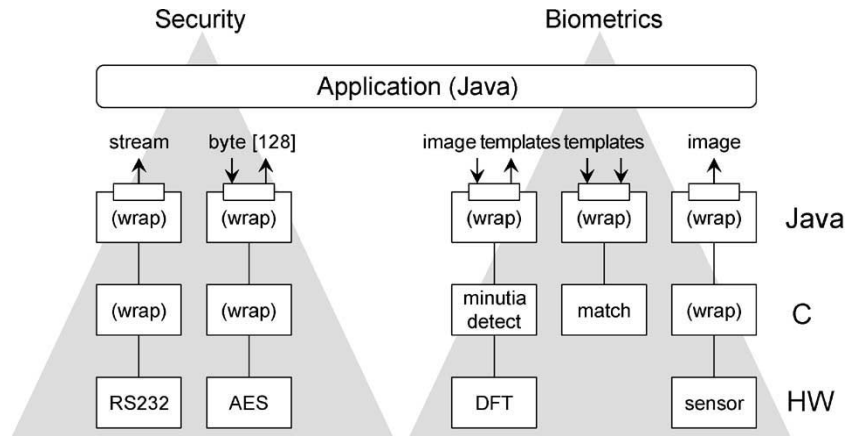 Security
Biometrics
Application (Java)
stream
byte [128]
image templates templates
image
(wrap)
(wrap)
(wrap)
(wrap)
(wrap)
Java
(wrap)
(wrap)
minutia
detect
match
(wrap)
C
RS232
AES
DFT
sensor
HW